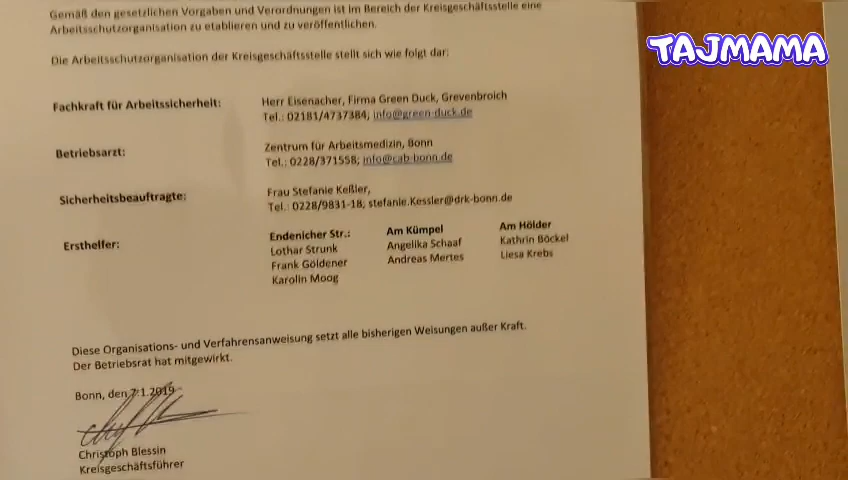 Gemäß den gesetzlichen Vorgaben und Verordnungen ist im Bereich der Kreisgeschäftsstelle eine
Arbeitsschutzorganisation zu etablieren und zu veröffentlichen.
Die Arbeitsschutzorganisation der Kreisgeschäftsstelle stellt sich wie folgt dar:
Fachkraft für Arbeitssicherheit: Herr Eisenacher, Firma Green Duck, Grevenbroich
Tel.: 02181/4737384; info@green-duck.de
Betriebsarzt: Zentrum für Arbeitsmedizin, Bonn
Tel.: 0228/371558; info@cab-bonn.de
Sicherheitsbeauftragte: Frau Stefanie Keßler,
Tel.: 0228/9831-18, stefanie.Kessler@drk-bonn.de
Ersthelfer: Endenicher Str.: Am Kümpel Am Hölder
Lothar Strunk Angelika Schaaf Kathrin Böckel
Frank Göldener Andreas Mertes Liesa Krebs
Karolin Moog
Diese Organisations- und Verfahrensanweisung setzt alle bisherigen Weisungen außer Kraft.
Der Betriebsrat hat mitgewirkt.
Bonn, den 7.1.2019
Christoph Blessin
Kreisgeschäftsführer
TAJMAMA